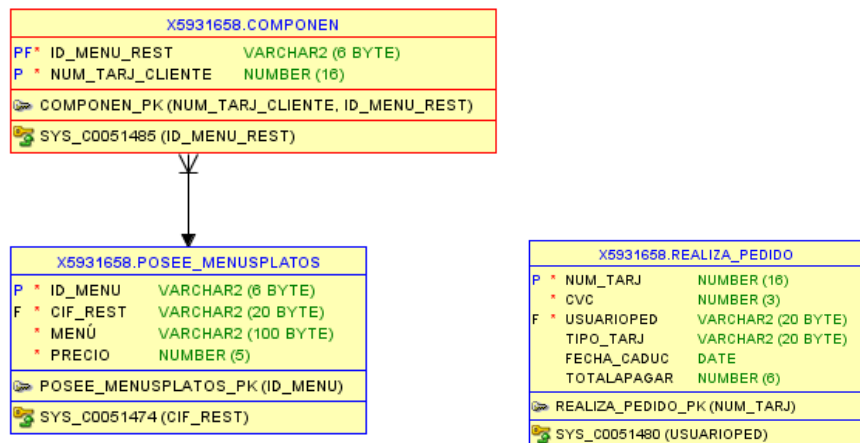 X5931658.COMPONEN
PF* ID_MENU_REST VARCHAR2 (6 BYTE)
P * NUM_TARJ_CLIENTE NUMBER (16)
COMPONEN_PK (NUM_TARJ_CLIENTE, ID_MENU_REST)
SYS_C0051485 (ID_MENU_REST)
X5931658.POSEE_MENUSPLATOS
P * ID_MENU VARCHAR2 (6 BYTE)
F * CIF_REST VARCHAR2 (20 BYTE)
* MENÚ VARCHAR2 (100 BYTE)
* PRECIO NUMBER (5)
POSEE_MENUSPLATOS_PK (ID_MENU)
SYS_C0051474 (CIF_REST)
X5931658.REALIZA_PEDIDO
P * NUM_TARJ NUMBER (16)
* CVC NUMBER (3)
F * USUARIOPED VARCHAR2 (20 BYTE)
TIPO_TARJ VARCHAR2 (20 BYTE)
FECHA_CADUC DATE
TOTALAPAGAR NUMBER (6)
REALIZA_PEDIDO_PK (NUM_TARJ)
SYS_C0051480 (USUARIOPED)